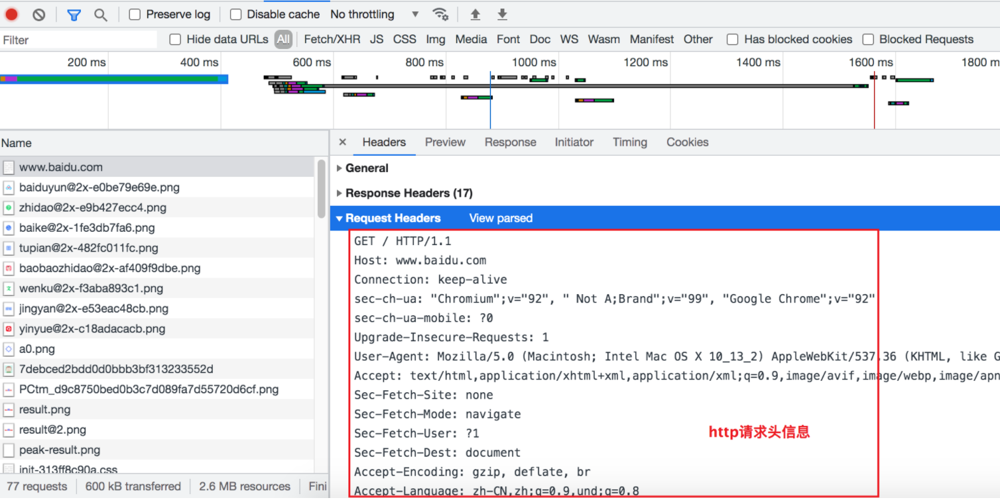 Preserve log Disable cache No throttling
Filter Hide data URLs All Fetch/XHR JS CSS Img Media Font Doc WS Wasm Manifest Other Has blocked cookies Blocked Requests
200 ms 400 ms 600 ms 800 ms 1000 ms 1200 ms 1400 ms 1600 ms 1800 m
Name
www.baidu.com
baiduyun@2x-e0be79e69e.png
zhidao@2x-e9b427ecc4.png
baike@2x-1fe3db7fa6.png
tupian@2x-482fc011fc.png
baobaozhidao@2x-af409f9dbe.png
wenku@2x-f3aba893c1.png
jingyan@2x-e53eac48cb.png
yinyue@2x-c18adacacb.png
a0.png
7debced2bdd0d0bbb3bf313233552d
PCtm_d9c8750bed0b3c7d089fa7d55720d6cf.png
result.png
result@2.png
peak-result.png
init-313ff8c90a.css
77 requests 600 kB transferred 2.6 MB resources Fini
× Headers Preview Response Initiator Timing Cookies
General
Response Headers (17)
Request Headers View parsed
GET / HTTP/1.1
Host: www.baidu.com
Connection: keep-alive
sec-ch-ua: "Chromium";v="92", " Not A;Brand";v="99", "Google Chrome";v="92"
sec-ch-ua-mobile: ?0
Upgrade-Insecure-Requests: 1
User-Agent: Mozilla/5.0 (Macintosh; Intel Mac OS X 10_13_2) AppleWebKit/537.36 (KHTML, like G
Accept: text/html,application/xhtml+xml,application/xml;q=0.9,image/avif,image/webp,image/apn
Sec-Fetch-Site: none
Sec-Fetch-Mode: navigate
Sec-Fetch-User: ?1
Sec-Fetch-Dest: document
Accept-Encoding: gzip, deflate, br
Accept-Language: zh-CN,zh;q=0.9,und;q=0.8
http请求头信息